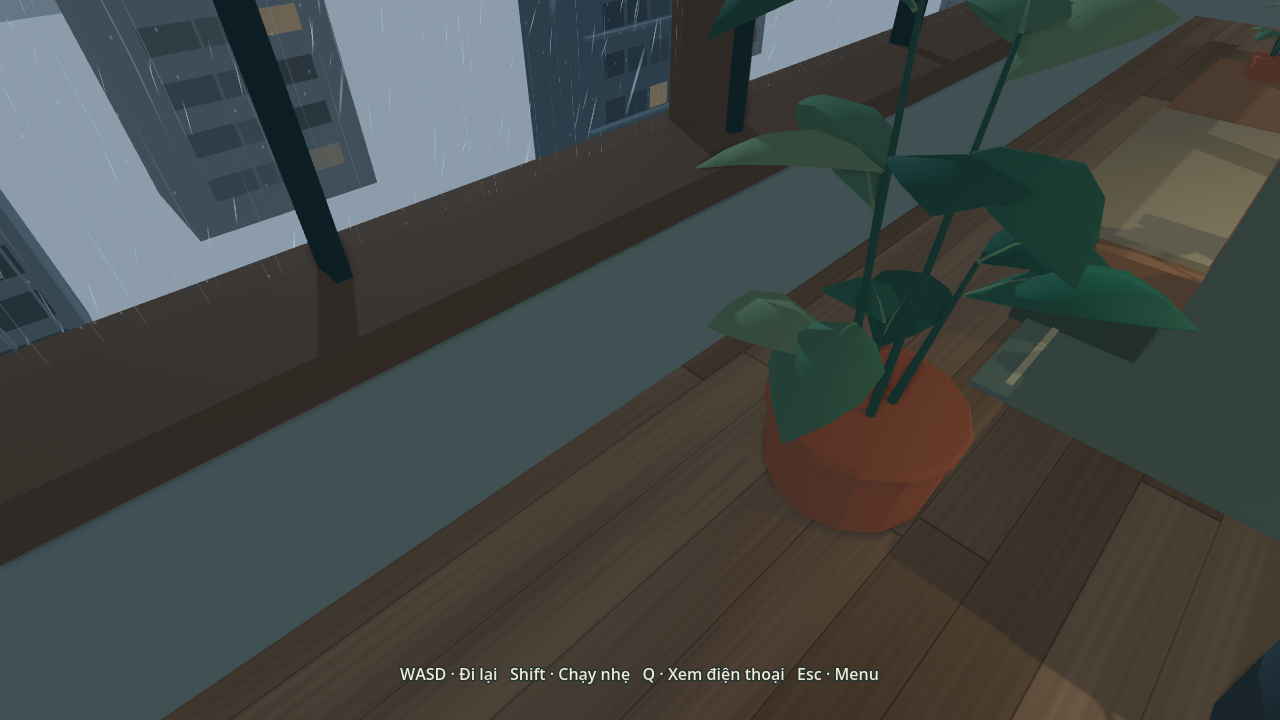 WASD · Đi lại   Shift · Chạy nhẹ   Q · Xem điện thoại   Esc · Menu